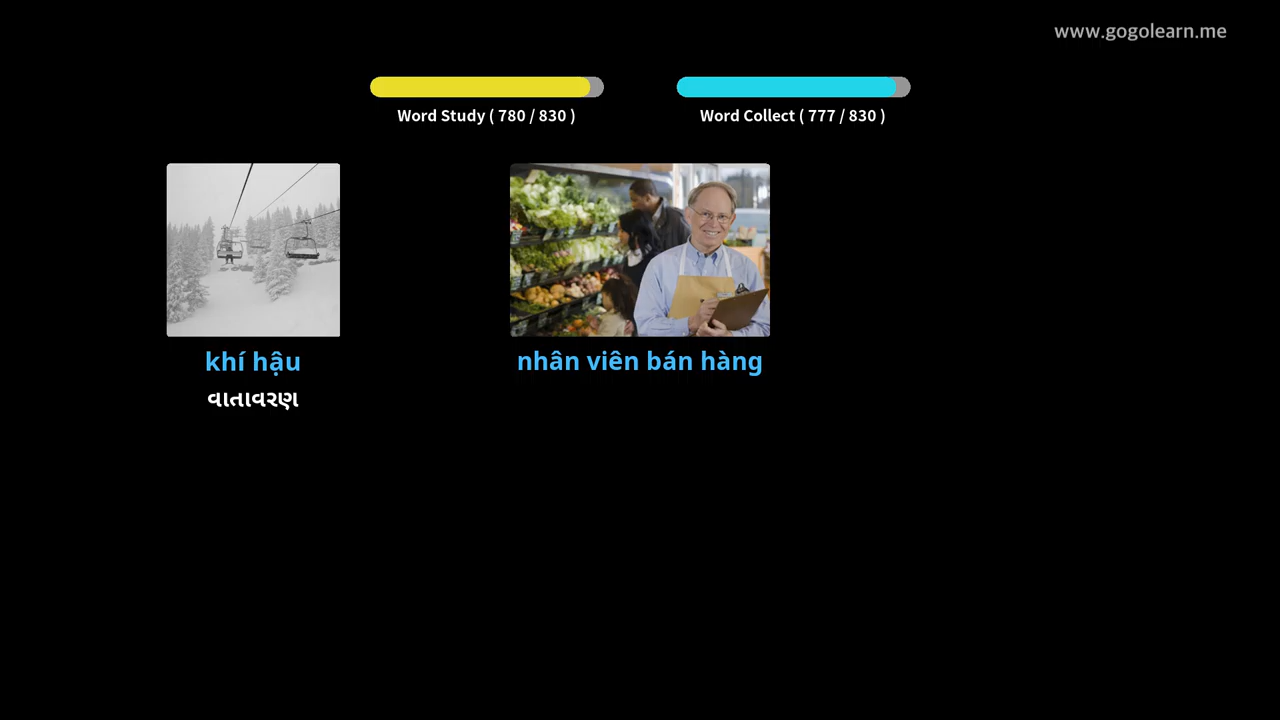 www.gogolearn.me
Word Study ( 780 / 830 )
Word Collect ( 777 / 830 )
khí hậu
વાતાવરણ
nhân viên bán hàng